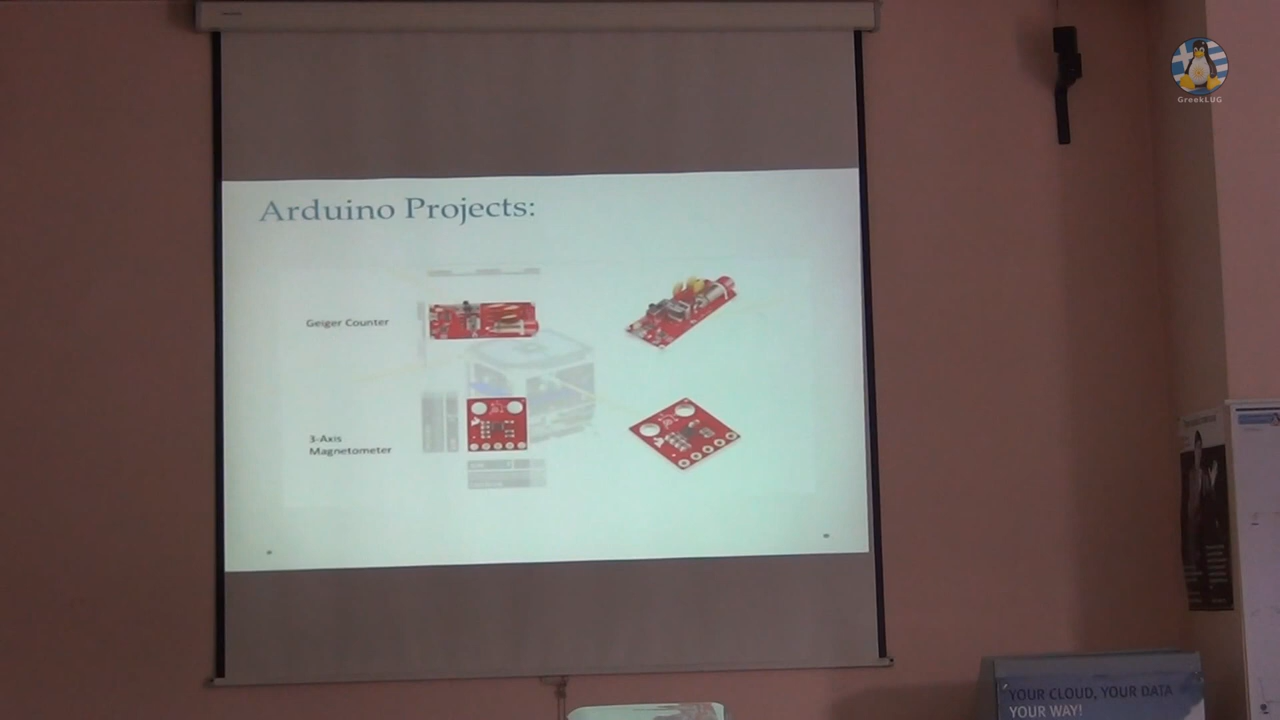 GreekLUG
Arduino Projects:
Geiger Counter
3-Axis
Magnetometer
YOUR CLOUD, YOUR DATA
YOUR WAY!